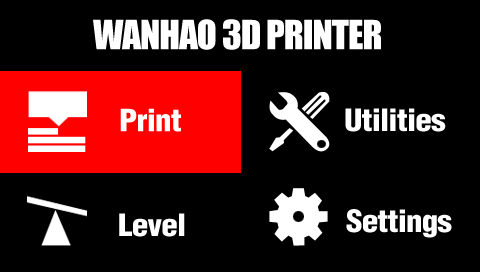 WANHAO 3D PRINTER
Print
Utilities
Level
Settings